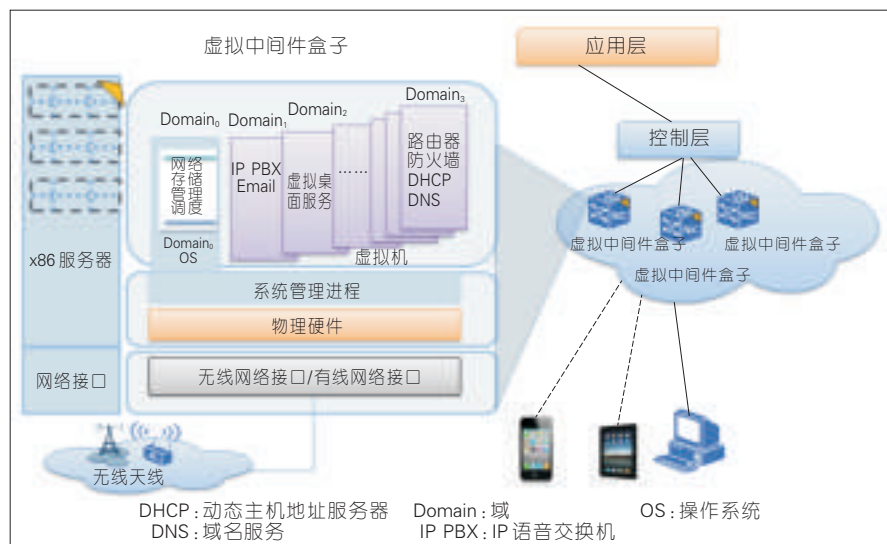 虚拟中间件盒子
应用层
控制层
Domain₀
Domain₁
Domain₂
Domain₃
网络
存储
管理
调度
IP PBX
Email
虚拟桌
面服务
……
路由器
防火墙
DHCP
DNS
Domain₀
OS
虚拟机
x86 服务器
系统管理进程
物理硬件
网络接口
无线网络接口/有线网络接口
无线天线
虚拟中间件盒子
虚拟中间件盒子
虚拟中间件盒子
DHCP:动态主机地址服务器 Domain:域 OS:操作系统
DNS:域名服务 IP PBX:IP 语音交换机